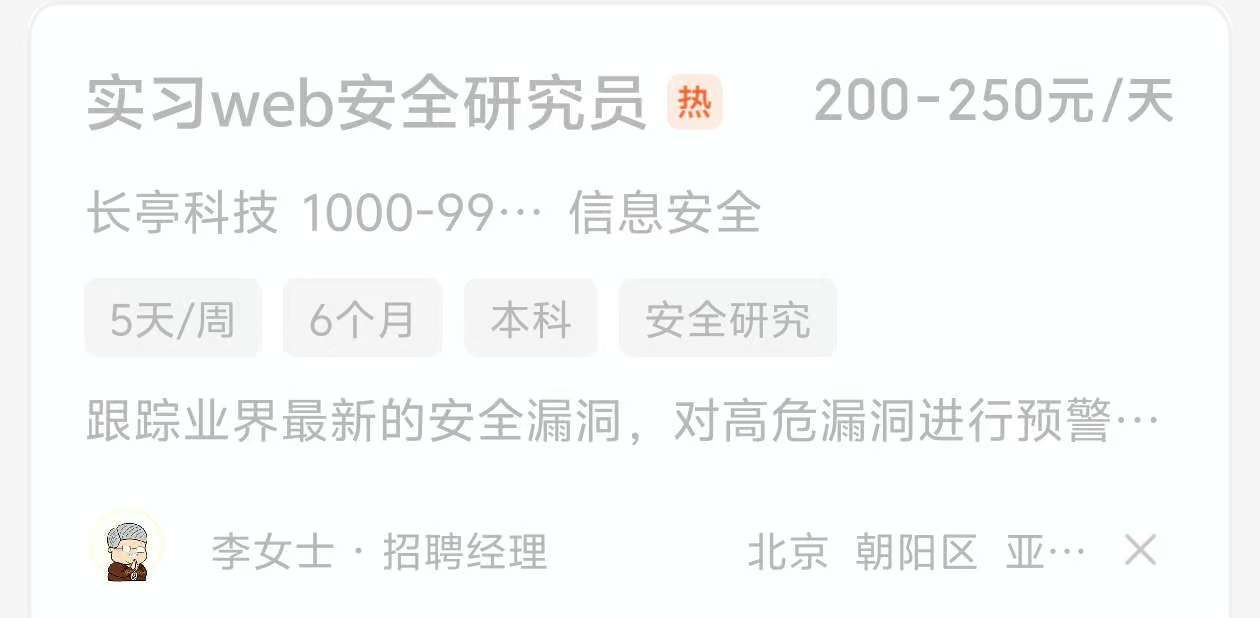 实习web安全研究员 热 200-250元/天
长亭科技 1000-99… 信息安全
5天/周 6个月 本科 安全研究
跟踪业界最新的安全漏洞，对高危漏洞进行预警…
李女士·招聘经理 北京 朝阳区 亚…